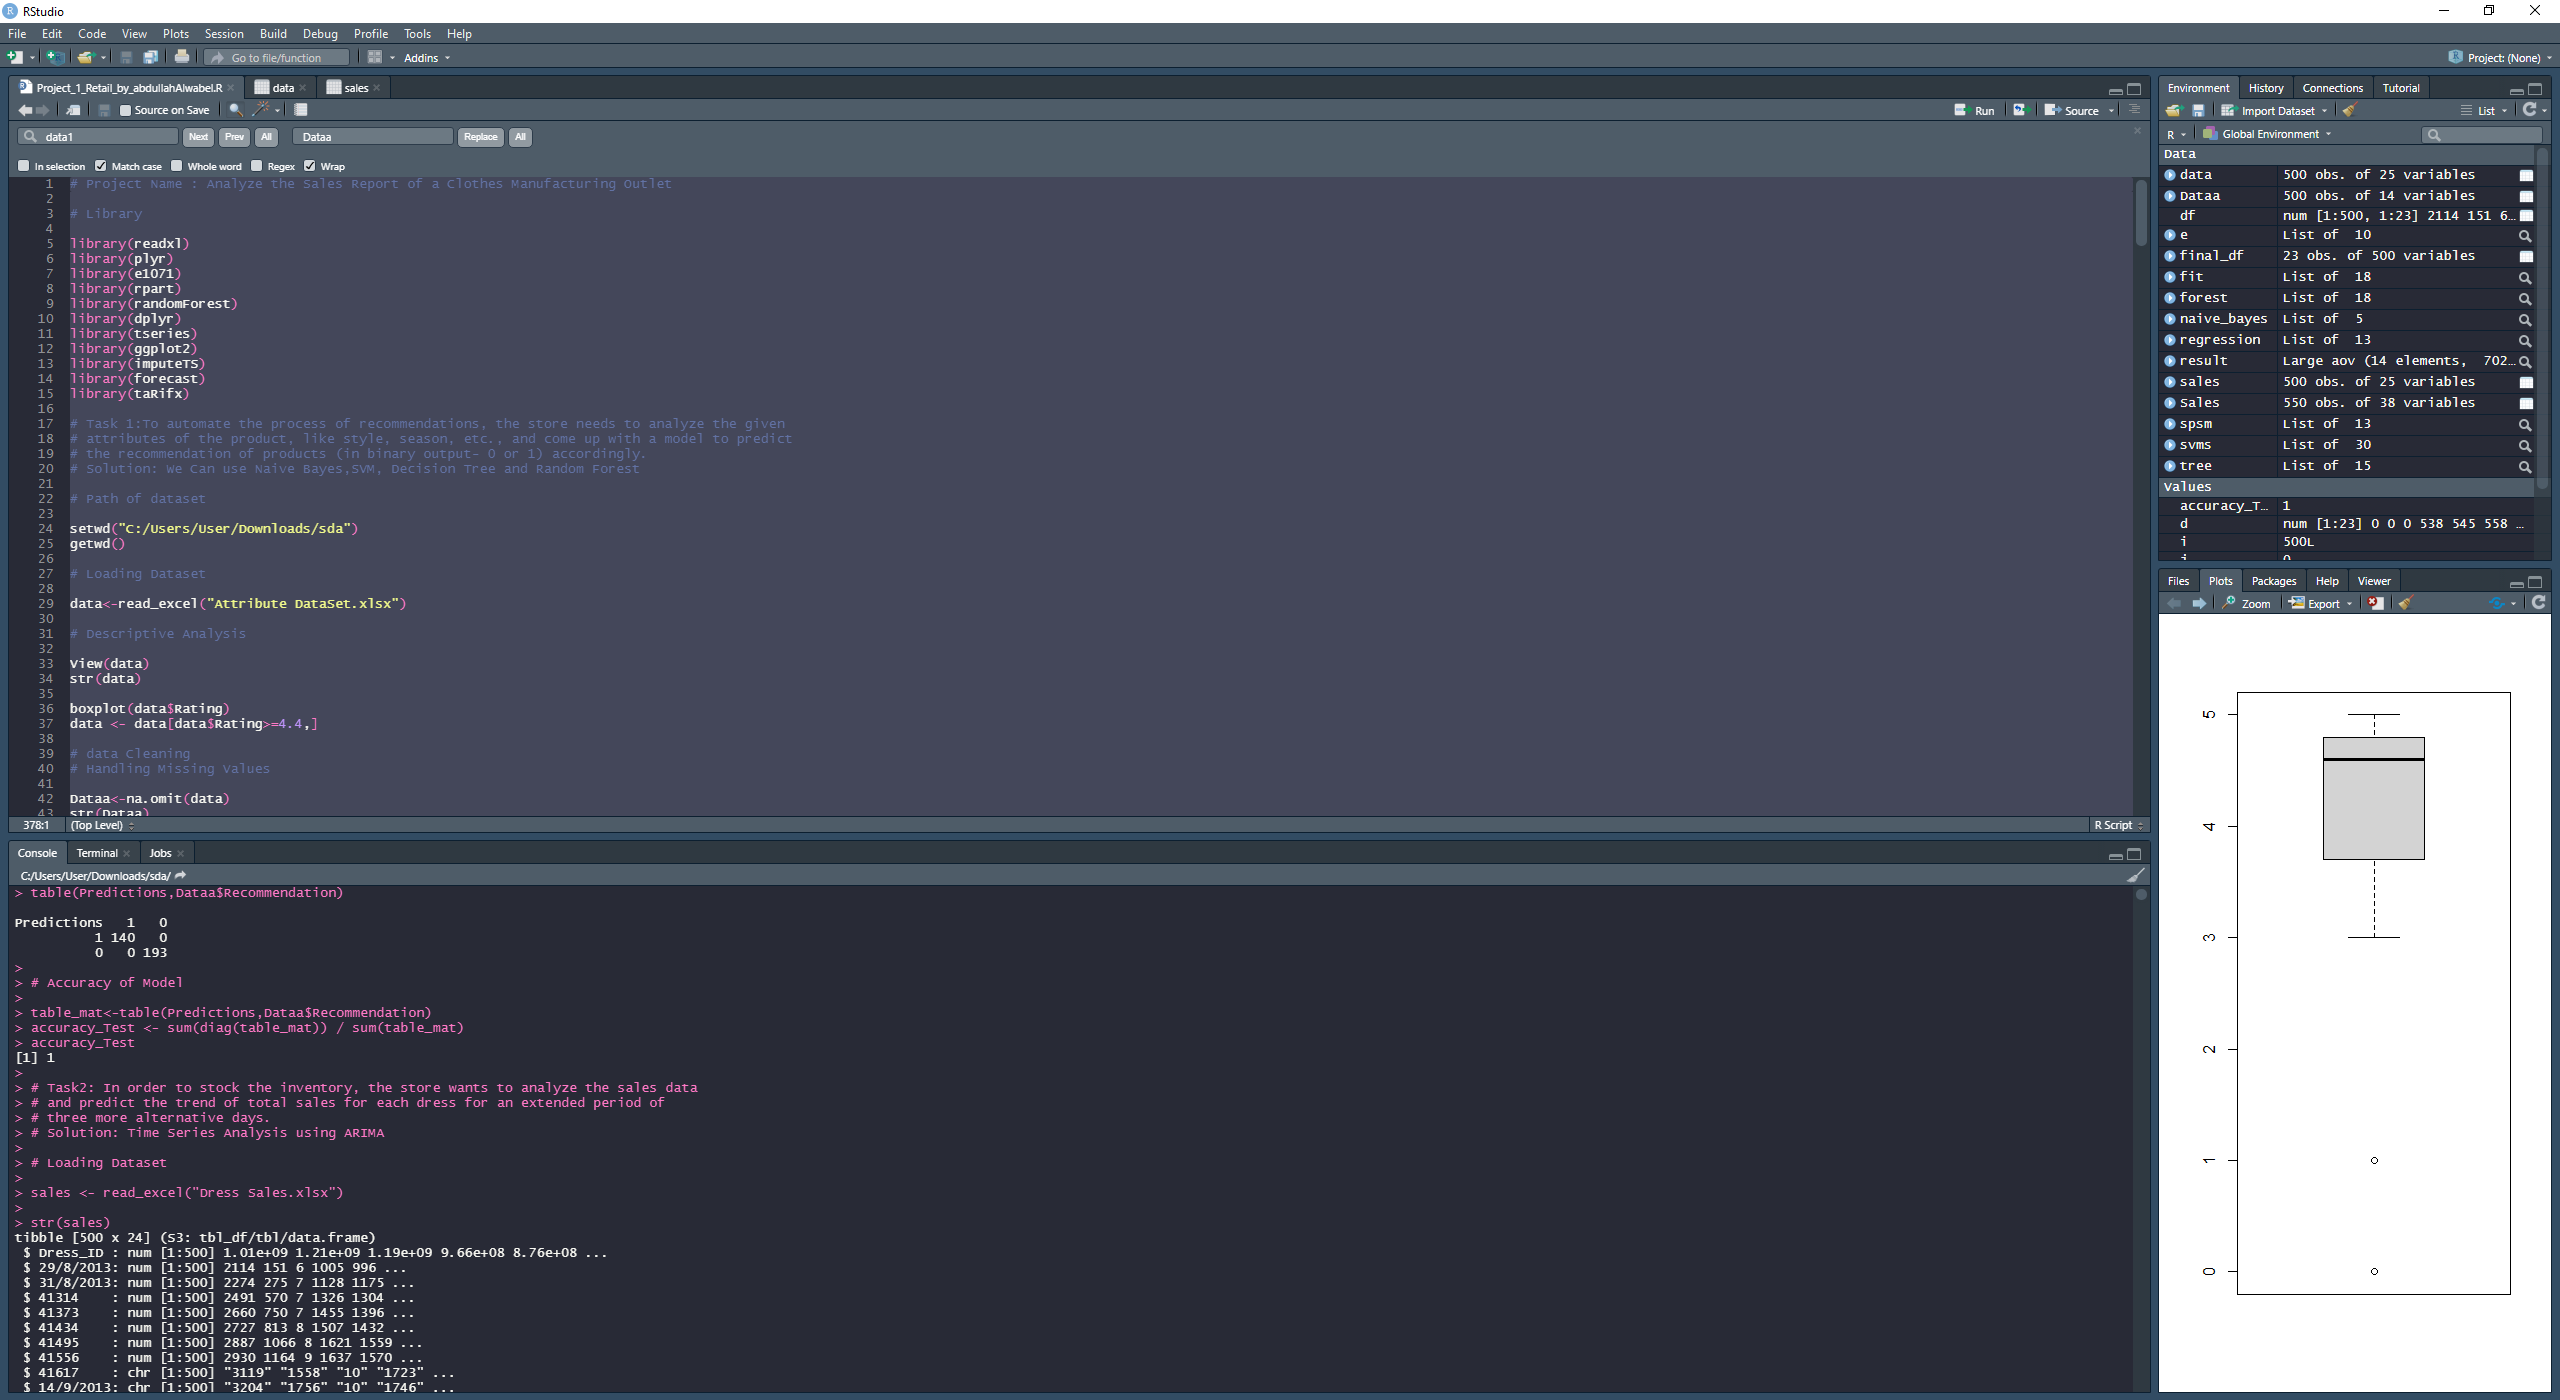 RStudio
File Edit Code View Plots Session Build Debug Profile Tools Help
Go to file/function Addins Project: (None)
Project_1_Retail_by_abdullahAlwabel.R data sales
Source on Save Run Source
data1 Next Prev All Dataa Replace All
In selection Match case Whole word Regex Wrap
1 # Project Name : Analyze the Sales Report of a Clothes Manufacturing Outlet
2
3 # Library
4
5 library(readxl)
6 library(plyr)
7 library(e1071)
8 library(rpart)
9 library(randomForest)
10 library(dplyr)
11 library(tseries)
12 library(ggplot2)
13 library(imputeTS)
14 library(forecast)
15 library(taRifx)
16
17 # Task 1:To automate the process of recommendations, the store needs to analyze the given
18 # attributes of the product, like style, season, etc., and come up with a model to predict
19 # the recommendation of products (in binary output- 0 or 1) accordingly.
20 # Solution: We Can use Naive Bayes,SVM, Decision Tree and Random Forest
21
22 # Path of dataset
23
24 setwd("C:/Users/User/Downloads/sda")
25 getwd()
26
27 # Loading Dataset
28
29 data<-read_excel("Attribute DataSet.xlsx")
30
31 # Descriptive Analysis
32
33 View(data)
34 str(data)
35
36 boxplot(data$Rating)
37 data <- data[data$Rating>=4.4,]
38
39 # data Cleaning
40 # Handling Missing Values
41
42 Dataa<-na.omit(data)
43 str(Dataa)
378:1 (Top Level) R Script
Console Terminal Jobs
C:/Users/User/Downloads/sda/
> table(Predictions,Dataa$Recommendation)
Predictions 1 0
1 140 0
0 0 193
>
> # Accuracy of Model
>
> table_mat<-table(Predictions,Dataa$Recommendation)
> accuracy_Test <- sum(diag(table_mat)) / sum(table_mat)
> accuracy_Test
[1] 1
>
> # Task2: In order to stock the inventory, the store wants to analyze the sales data
> # and predict the trend of total sales for each dress for an extended period of
> # three more alternative days.
> # Solution: Time Series Analysis using ARIMA
>
> # Loading Dataset
>
> sales <- read_excel("Dress Sales.xlsx")
>
> str(sales)
tibble [500 x 24] (S3: tbl_df/tbl/data.frame)
$ Dress_ID : num [1:500] 1.01e+09 1.21e+09 1.19e+09 9.66e+08 8.76e+08 ...
$ 29/8/2013: num [1:500] 2114 151 6 1005 996 ...
$ 31/8/2013: num [1:500] 2274 275 7 1128 1175 ...
$ 41314 : num [1:500] 2491 570 7 1326 1304 ...
$ 41373 : num [1:500] 2660 750 7 1455 1396 ...
$ 41434 : num [1:500] 2727 813 8 1507 1432 ...
$ 41495 : num [1:500] 2887 1066 8 1621 1559 ...
$ 41556 : num [1:500] 2930 1164 9 1637 1570 ...
$ 41617 : chr [1:500] "3119" "1558" "10" "1723" ...
$ 14/9/2013: chr [1:500] "3204" "1756" "10" "1746" ...
Environment History Connections Tutorial
Import Dataset List
R Global Environment
Data
data 500 obs. of 25 variables
Dataa 500 obs. of 14 variables
df num [1:500, 1:23] 2114 151 6...
e List of 10
final_df 23 obs. of 500 variables
fit List of 18
forest List of 18
naive_bayes List of 5
regression List of 13
result Large aov (14 elements, 702...
sales 500 obs. of 25 variables
Sales 550 obs. of 38 variables
spsm List of 13
svms List of 30
tree List of 15
Values
accuracy_T... 1
d num [1:23] 0 0 0 538 545 558 ...
i 500L
j 0
Files Plots Packages Help Viewer
Zoom Export
5
4
3
2
1
0